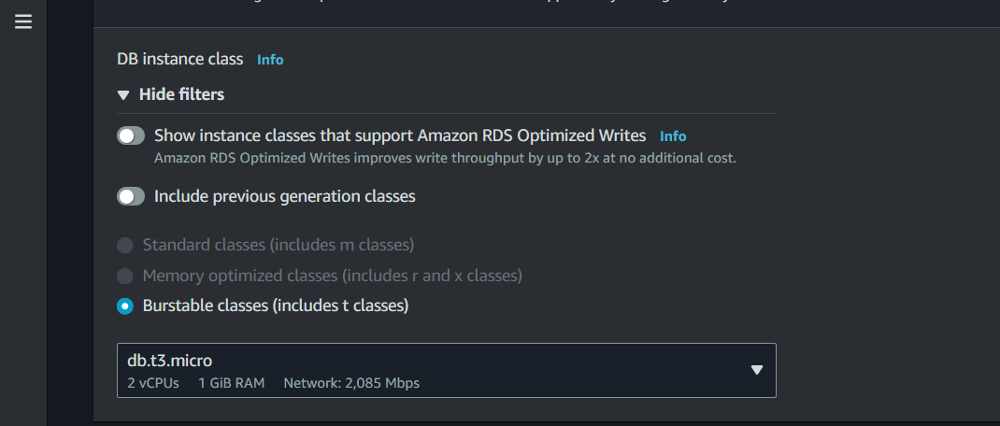 DB instance class Info
Hide filters
Show instance classes that support Amazon RDS Optimized Writes Info
Amazon RDS Optimized Writes improves write throughput by up to 2x at no additional cost.
Include previous generation classes
Standard classes (includes m classes)
Memory optimized classes (includes r and x classes)
Burstable classes (includes t classes)
db.t3.micro
2 vCPUs 1 GiB RAM Network: 2,085 Mbps